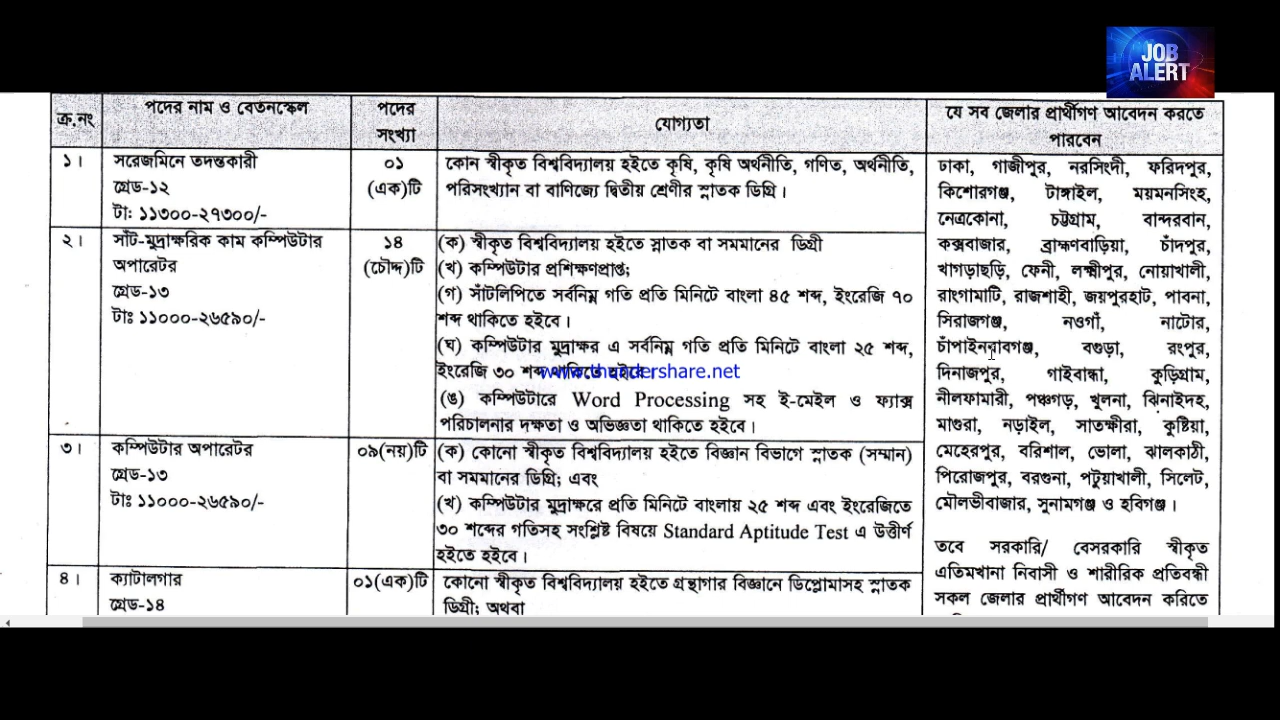 JOB
ALERT
ক্র.নং
পদের নাম ও বেতনস্কেল
পদের
সংখ্যা
যোগ্যতা
যে সব জেলার প্রার্থীগণ আবেদন করতে
পারবেন
১।
সরেজমিনে তদন্তকারী
গ্রেড-১২
টা: ১১৩০০-২৭৩০০/-
০১
(এক)টি
কোন স্বীকৃত বিশ্ববিদ্যালয় হইতে কৃষি, কৃষি অর্থনীতি, গণিত, অর্থনীতি,
পরিসংখ্যান বা বাণিজ্যে দ্বিতীয় শ্রেণীর স্নাতক ডিগ্রি।
২।
সাঁট-মুদ্রাক্ষরিক কাম কম্পিউটার
অপারেটর
গ্রেড-১৩
টাঃ ১১০০০-২৬৫৯০/-
১৪
(চৌদ্দ)টি
(ক) স্বীকৃত বিশ্ববিদ্যালয় হইতে স্নাতক বা সমমানের ডিগ্রী
(খ) কম্পিউটার প্রশিক্ষণপ্রাপ্ত;
(গ) সাঁটলিপিতে সর্বনিম্ন গতি প্রতি মিনিটে বাংলা ৪৫ শব্দ, ইংরেজি ৭০
শব্দ থাকিতে হইবে।
(ঘ) কম্পিউটার মুদ্রাক্ষর এ সর্বনিম্ন গতি প্রতি মিনিটে বাংলা ২৫ শব্দ,
ইংরেজি ৩০ শব্দ থাকিতে হইবে।
(ঙ) কম্পিউটারে Word Processing সহ ই-মেইল ও ফ্যাক্স
পরিচালনার দক্ষতা ও অভিজ্ঞতা থাকিতে হইবে।
৩।
কম্পিউটার অপারেটর
গ্রেড-১৩
টাঃ ১১০০০-২৬৫৯০/-
০৯(নয়)টি
(ক) কোনো স্বীকৃত বিশ্ববিদ্যালয় হইতে বিজ্ঞান বিভাগে স্নাতক (সম্মান)
বা সমমানের ডিগ্রি; এবং
(খ) কম্পিউটার মুদ্রাক্ষরে প্রতি মিনিটে বাংলায় ২৫ শব্দ এবং ইংরেজিতে
৩০ শব্দের গতিসহ সংশ্লিষ্ট বিষয়ে Standard Aptitude Test এ উত্তীর্ণ
হইতে হইবে।
৪।
ক্যাটালগার
গ্রেড-১৪
০১(এক)টি
কোনো স্বীকৃত বিশ্ববিদ্যালয় হইতে গ্রন্থাগার বিজ্ঞানে ডিপ্লোমাসহ স্নাতক
ডিগ্রী; অথবা
ঢাকা, গাজীপুর, নরসিংদী, ফরিদপুর,
কিশোরগঞ্জ, টাঙ্গাইল, ময়মনসিংহ,
নেত্রকোনা, চট্টগ্রাম, বান্দরবান,
কক্সবাজার, ব্রাহ্মণবাড়িয়া, চাঁদপুর,
খাগড়াছড়ি, ফেনী, লক্ষ্মীপুর, নোয়াখালী,
রাংগামাটি, রাজশাহী, জয়পুরহাট, পাবনা,
সিরাজগঞ্জ, নওগাঁ, নাটোর,
চাঁপাইনবাবগঞ্জ, বগুড়া, রংপুর,
দিনাজপুর, গাইবান্ধা, কুড়িগ্রাম,
নীলফামারী, পঞ্চগড়, খুলনা, ঝিনাইদহ,
মাগুরা, নড়াইল, সাতক্ষীরা, কুষ্টিয়া,
মেহেরপুর, বরিশাল, ভোলা, ঝালকাঠী,
পিরোজপুর, বরগুনা, পটুয়াখালী, সিলেট,
মৌলভীবাজার, সুনামগঞ্জ ও হবিগঞ্জ।
তবে সরকারি/ বেসরকারি স্বীকৃত
এতিমখানা নিবাসী ও শারীরিক প্রতিবন্ধী
সকল জেলার প্রার্থীগণ আবেদন করিতে